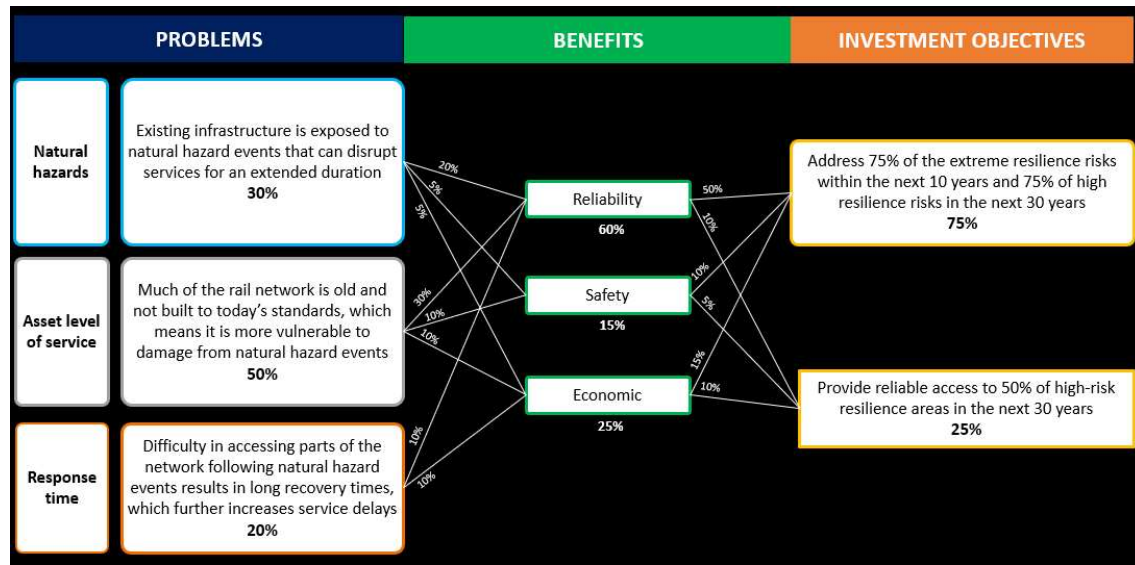 PROBLEMS
BENEFITS
INVESTMENT OBJECTIVES
Natural
hazards
Existing infrastructure is exposed to
natural hazard events that can disrupt
services for an extended duration
30%
Asset level
of service
Much of the rail network is old and
not built to today's standards, which
means it is more vulnerable to
damage from natural hazard events
50%
Response
time
Difficulty in accessing parts of the
network following natural hazard
events results in long recovery times,
which further increases service delays
20%
20%
5%
5%
30%
10%
10%
10%
10%
Reliability
60%
Safety
15%
Economic
25%
50%
10%
10%
5%
15%
10%
Address 75% of the extreme resilience risks
within the next 10 years and 75% of high
resilience risks in the next 30 years
75%
Provide reliable access to 50% of high-risk
resilience areas in the next 30 years
25%